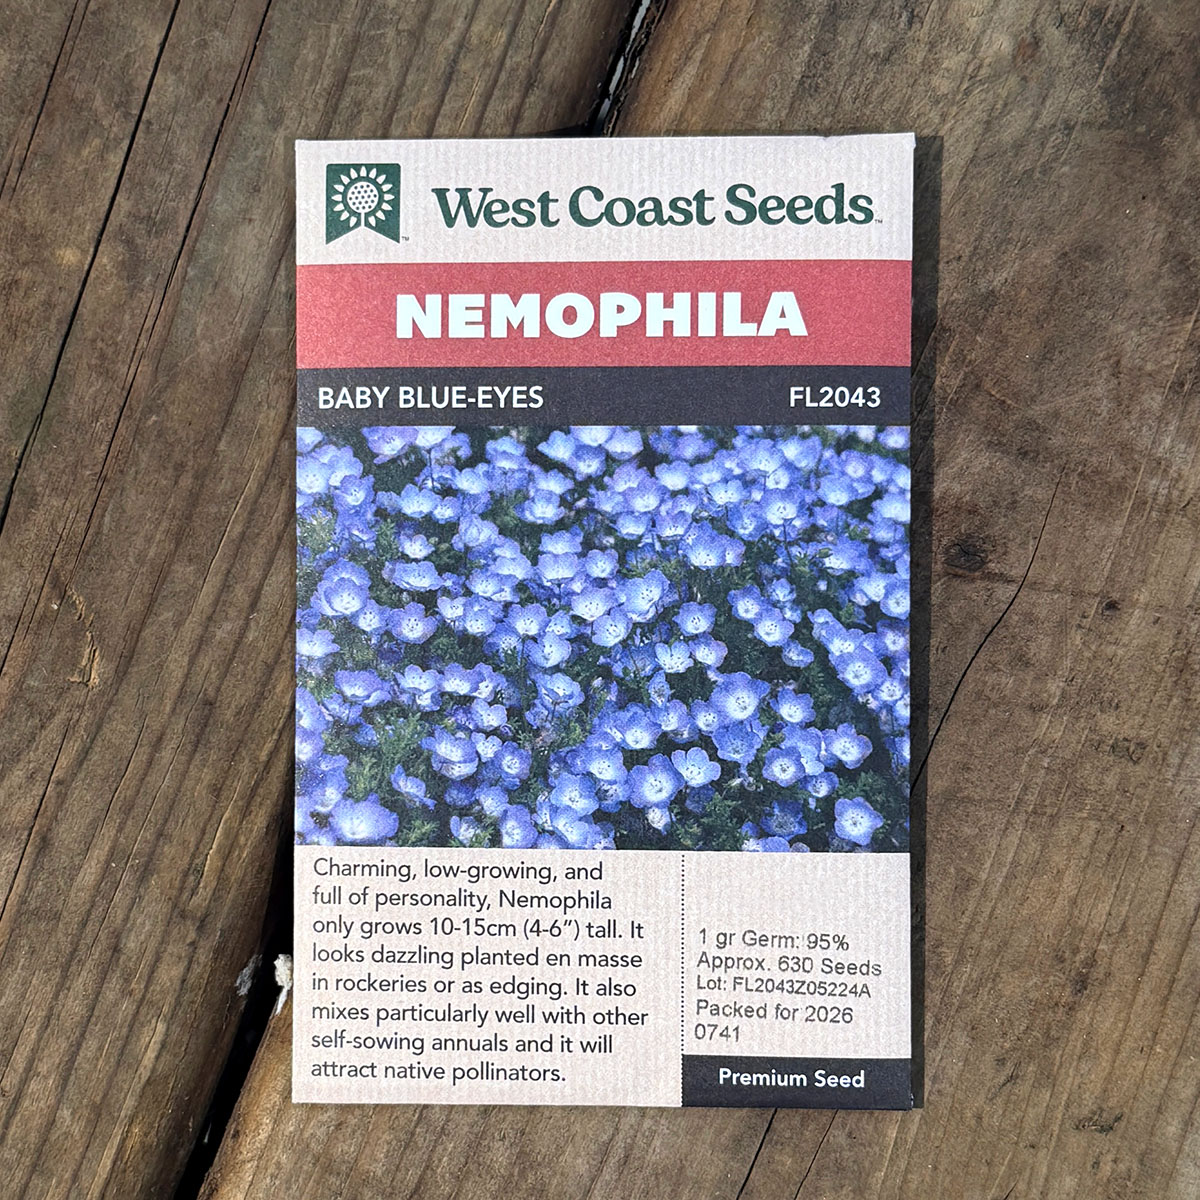 West Coast Seeds™
NEMOPHILA
BABY BLUE-EYES
FL2043
Charming, low-growing, and
full of personality, Nemophila
only grows 10-15cm (4-6”) tall. It
looks dazzling planted en masse
in rockeries or as edging. It also
mixes particularly well with other
self-sowing annuals and it will
attract native pollinators.
1 gr Germ: 95%
Approx. 630 Seeds
Lot: FL2043Z05224A
Packed for 2026
0741
Premium Seed